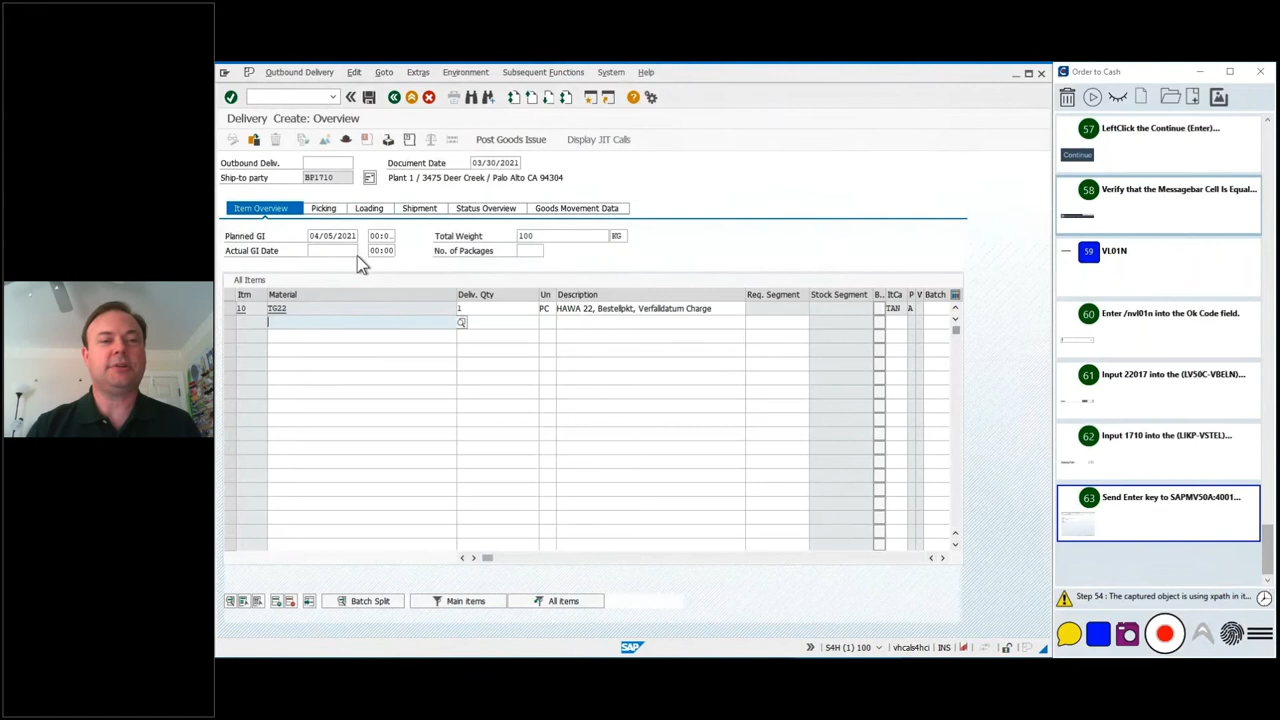 Outbound Delivery Edit Goto Extras Environment Subsequent Functions System Help
Delivery Create: Overview
Post Goods Issue Display JIT Calls
Outbound Deliv. Document Date 03/30/2021
Ship-to party BP1710 Plant 1 / 3475 Deer Creek / Palo Alto CA 94304
Item Overview Picking Loading Shipment Status Overview Goods Movement Data
Planned GI 04/05/2021 00:0.. Total Weight 100 KG
Actual GI Date 00:00 No. of Packages
All Items
Itm Material Deliv. Qty Un Description Req. Segment Stock Segment B.. ItCa P V Batch
10 TG22 1 PC HAWA 22, Bestellpkt, Verfalldatum Charge TAN A
Batch Split Main items All items
SAP S4H (1) 100 vhcals4hci INS
Order to Cash
57 LeftClick the Continue (Enter)...
Continue
58 Verify that the Messagebar Cell Is Equal...
59 VL01N
60 Enter /nvl01n into the Ok Code field.
61 Input 22017 into the (LV50C-VBELN)...
62 Input 1710 into the (LIKP-VSTEL)...
63 Send Enter key to SAPMV50A:4001...
Step 54 : The captured object is using xpath in it...